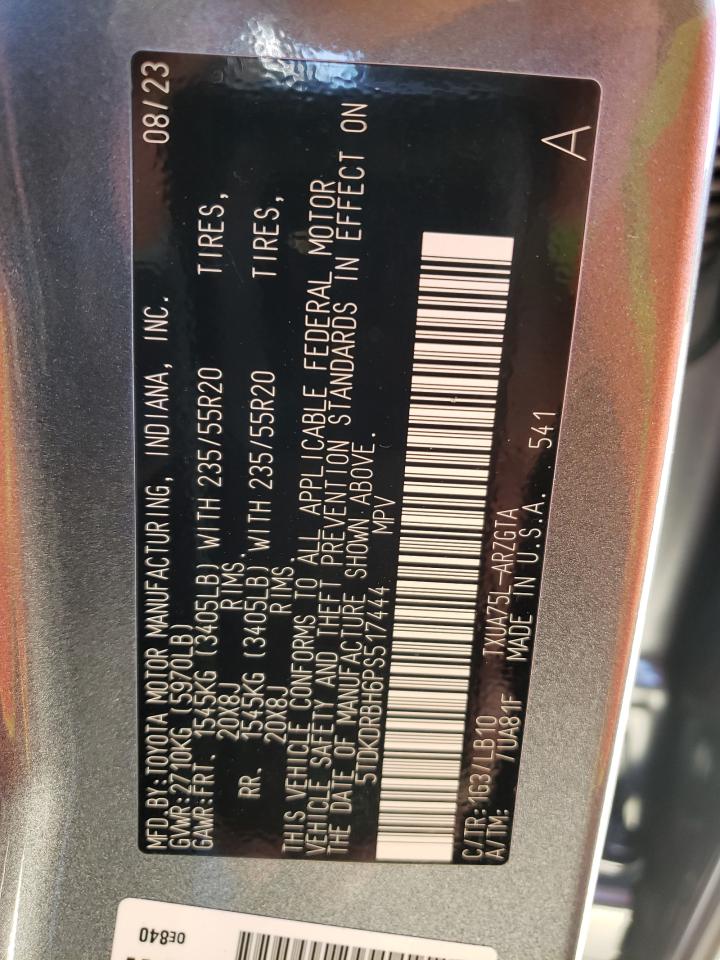 MFD BY:TOYOTA MOTOR MANUFACTURING, INDIANA, INC. 08/23
GVWR:2710KG (5970LB)
GAWR:FRT. 1545KG (3405LB) WITH 235/55R20 TIRES,
20X8J RIMS.
RR. 1545KG (3405LB) WITH 235/55R20 TIRES,
20X8J RIMS.
THIS VEHICLE CONFORMS TO ALL APPLICABLE FEDERAL MOTOR
VEHICLE SAFETY AND THEFT PREVENTION STANDARDS IN EFFECT ON
THE DATE OF MANUFACTURE SHOWN ABOVE.
5TDKDRBH6PS517444 MPV
C/TR:1G3/LB10 TXUA75L-ARZGTA 541
A/TM: /UA81F MADE IN U.S.A. A
0E840